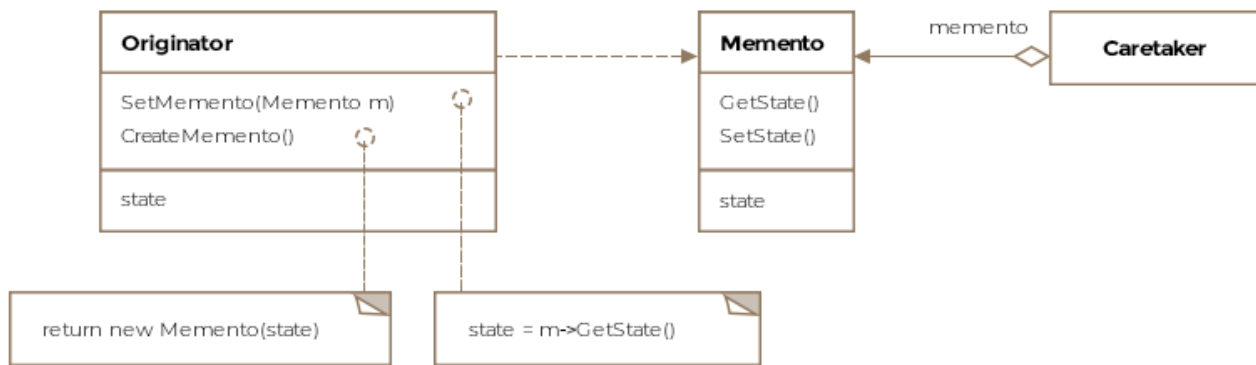 Originator
SetMemento(Memento m)
CreateMemento()
state
return new Memento(state)
state = m->GetState()
Memento
GetState()
SetState()
state
memento
Caretaker